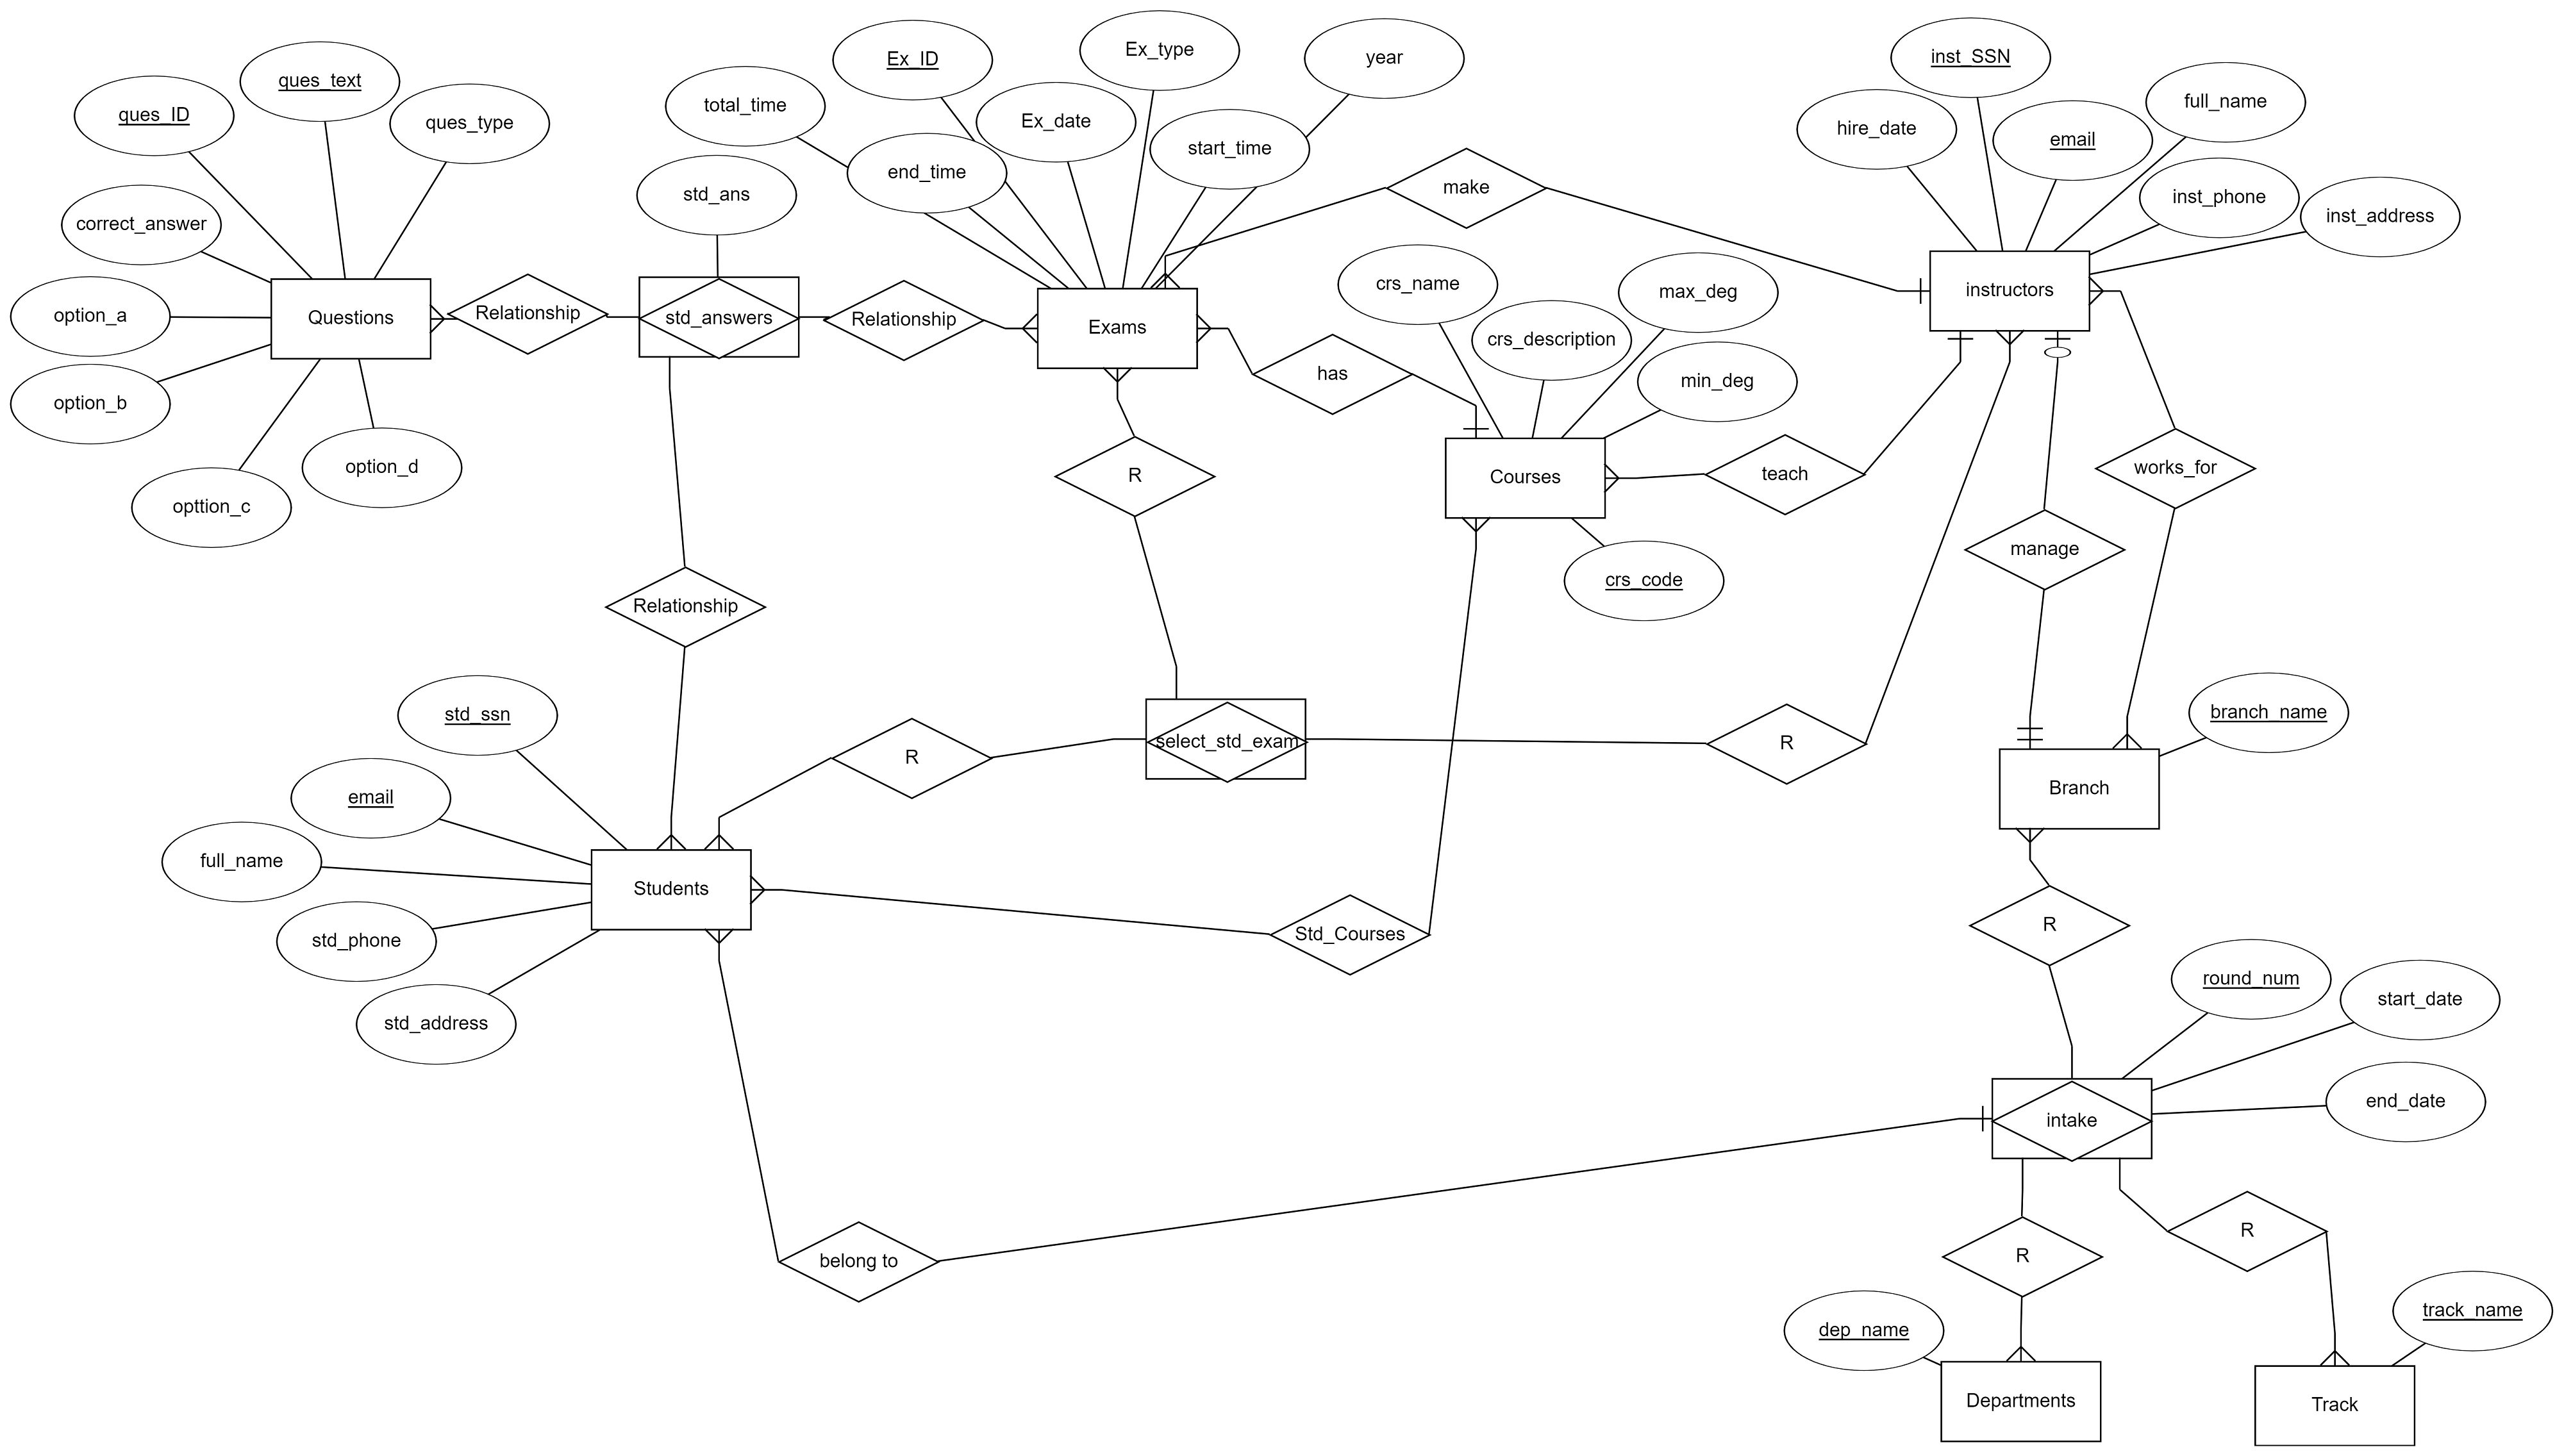 Ex_ID
Ex_type
year
inst_SSN
ques_text
ques_ID
ques_type
total_time
Ex_date
start_time
end_time
hire_date
email
full_name
inst_phone
inst_address
std_ans
make
correct_answer
option_a
option_b
opttion_c
option_d
Questions
Relationship
std_answers
Relationship
Exams
instructors
crs_name
crs_description
max_deg
min_deg
has
Courses
teach
crs_code
R
manage
works_for
Relationship
std_ssn
email
full_name
std_phone
std_address
Students
R
select_std_exam
R
branch_name
Branch
Std_Courses
R
round_num
start_date
end_date
intake
belong to
R
R
dep_name
track_name
Departments
Track